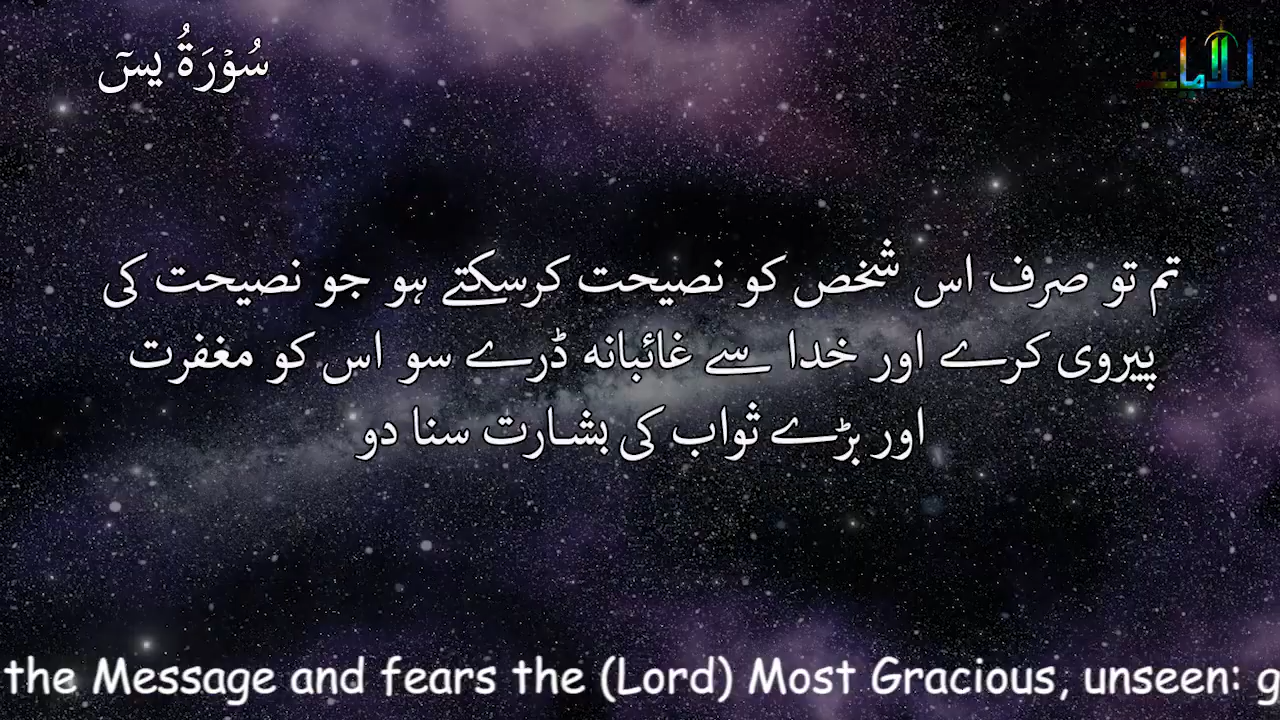 سُوۡرَةُ يسٓ
تم تو صرف اس شخص کو نصیحت کرسکتے ہو جو نصیحت کی
پیروی کرے اور خدا سے غائبانہ ڈرے سو اس کو مغفرت
اور بڑے ثواب کی بشارت سنا دو
the Message and fears the (Lord) Most Gracious, unseen: g